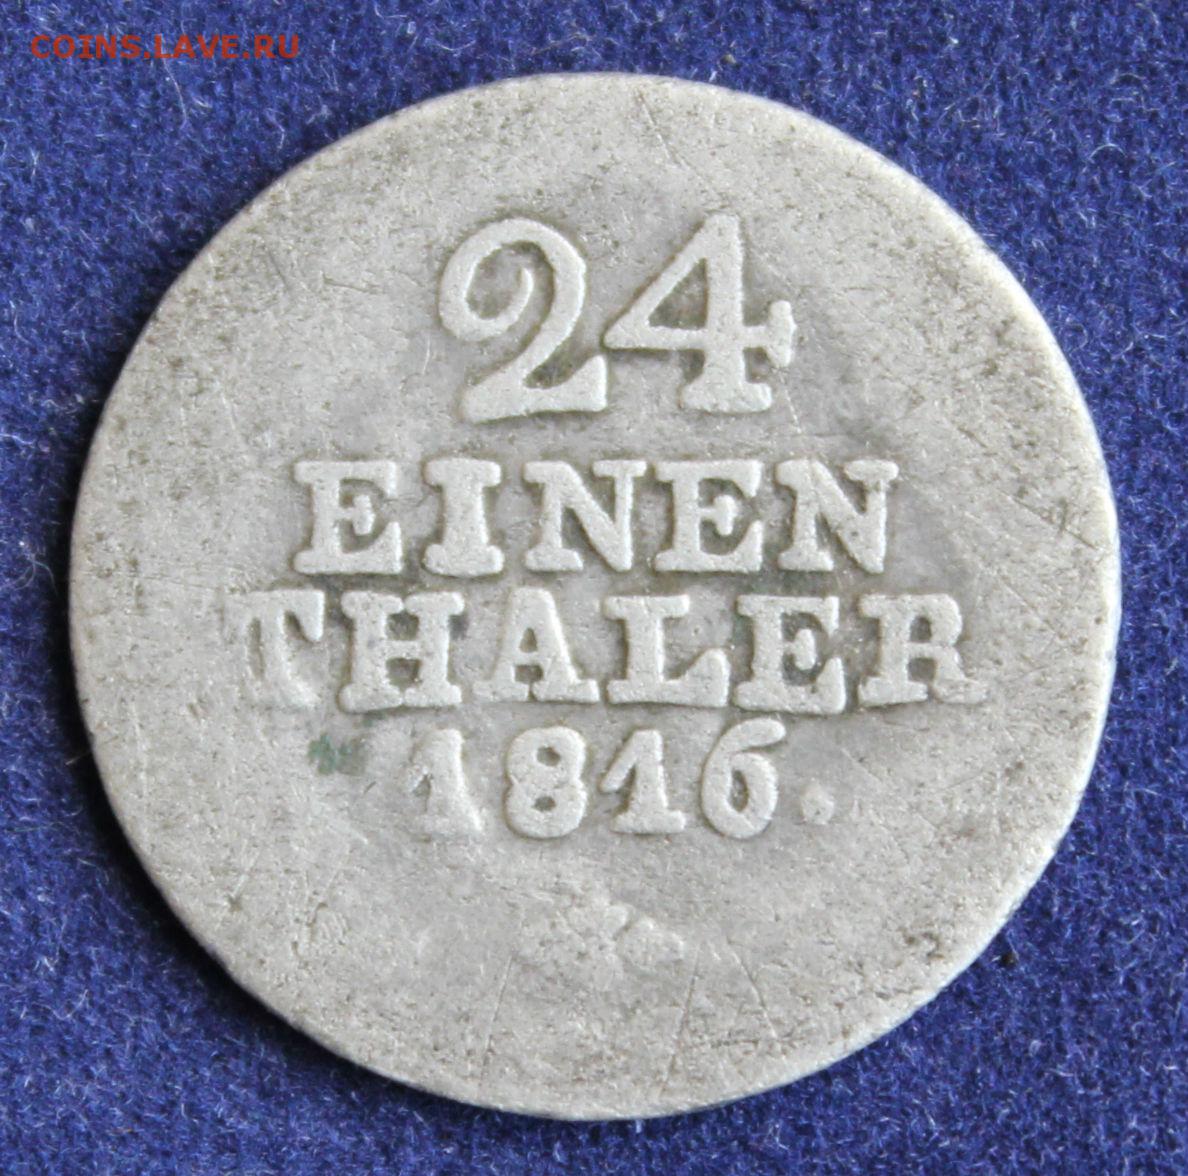 COINS.LAVE.RU
24
EINEN
THALER
1816.